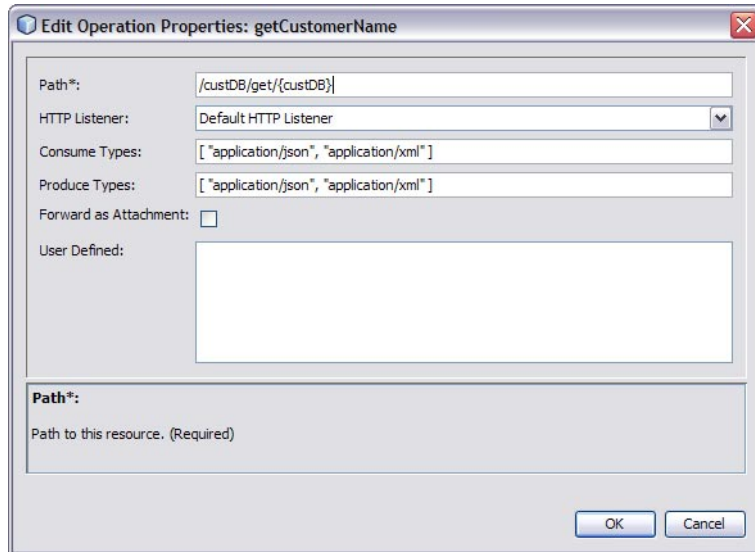 Edit Operation Properties: getCustomerName
Path*: /custDB/get/{custDB}
HTTP Listener: Default HTTP Listener
Consume Types: [ "application/json", "application/xml" ]
Produce Types: [ "application/json", "application/xml" ]
Forward as Attachment:
User Defined:
Path*:
Path to this resource. (Required)
OK Cancel